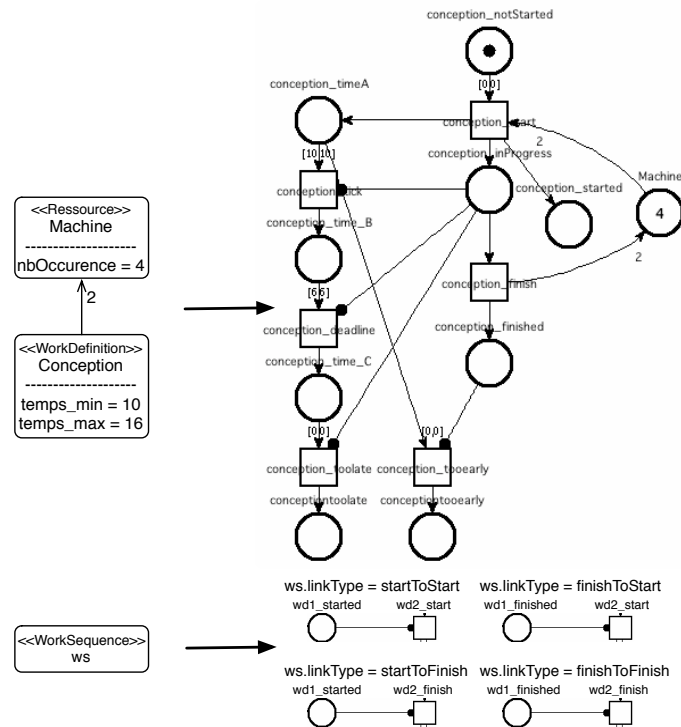 conception_notStarted
[0,0]
conception_timeA
conception_start
2
[10,10]
conception_inProgress
conception_started
Machine
4
conception_tick
conception_time_B
2
conception_finish
[6,6]
conception_deadline
conception_finished
conception_time_C
[0,0]
[0,0]
conception_toolate
conception_tooearly
conceptiontoolate
conceptiontooearly
<<Ressource>>
Machine
nbOccurence = 4
2
<<WorkDefinition>>
Conception
temps_min = 10
temps_max = 16
<<WorkSequence>>
ws
ws.linkType = startToStart
wd1_started wd2_start
ws.linkType = finishToStart
wd1_finished wd2_start
ws.linkType = startToFinish
wd1_started wd2_finish
ws.linkType = finishToFinish
wd1_finished wd2_finish